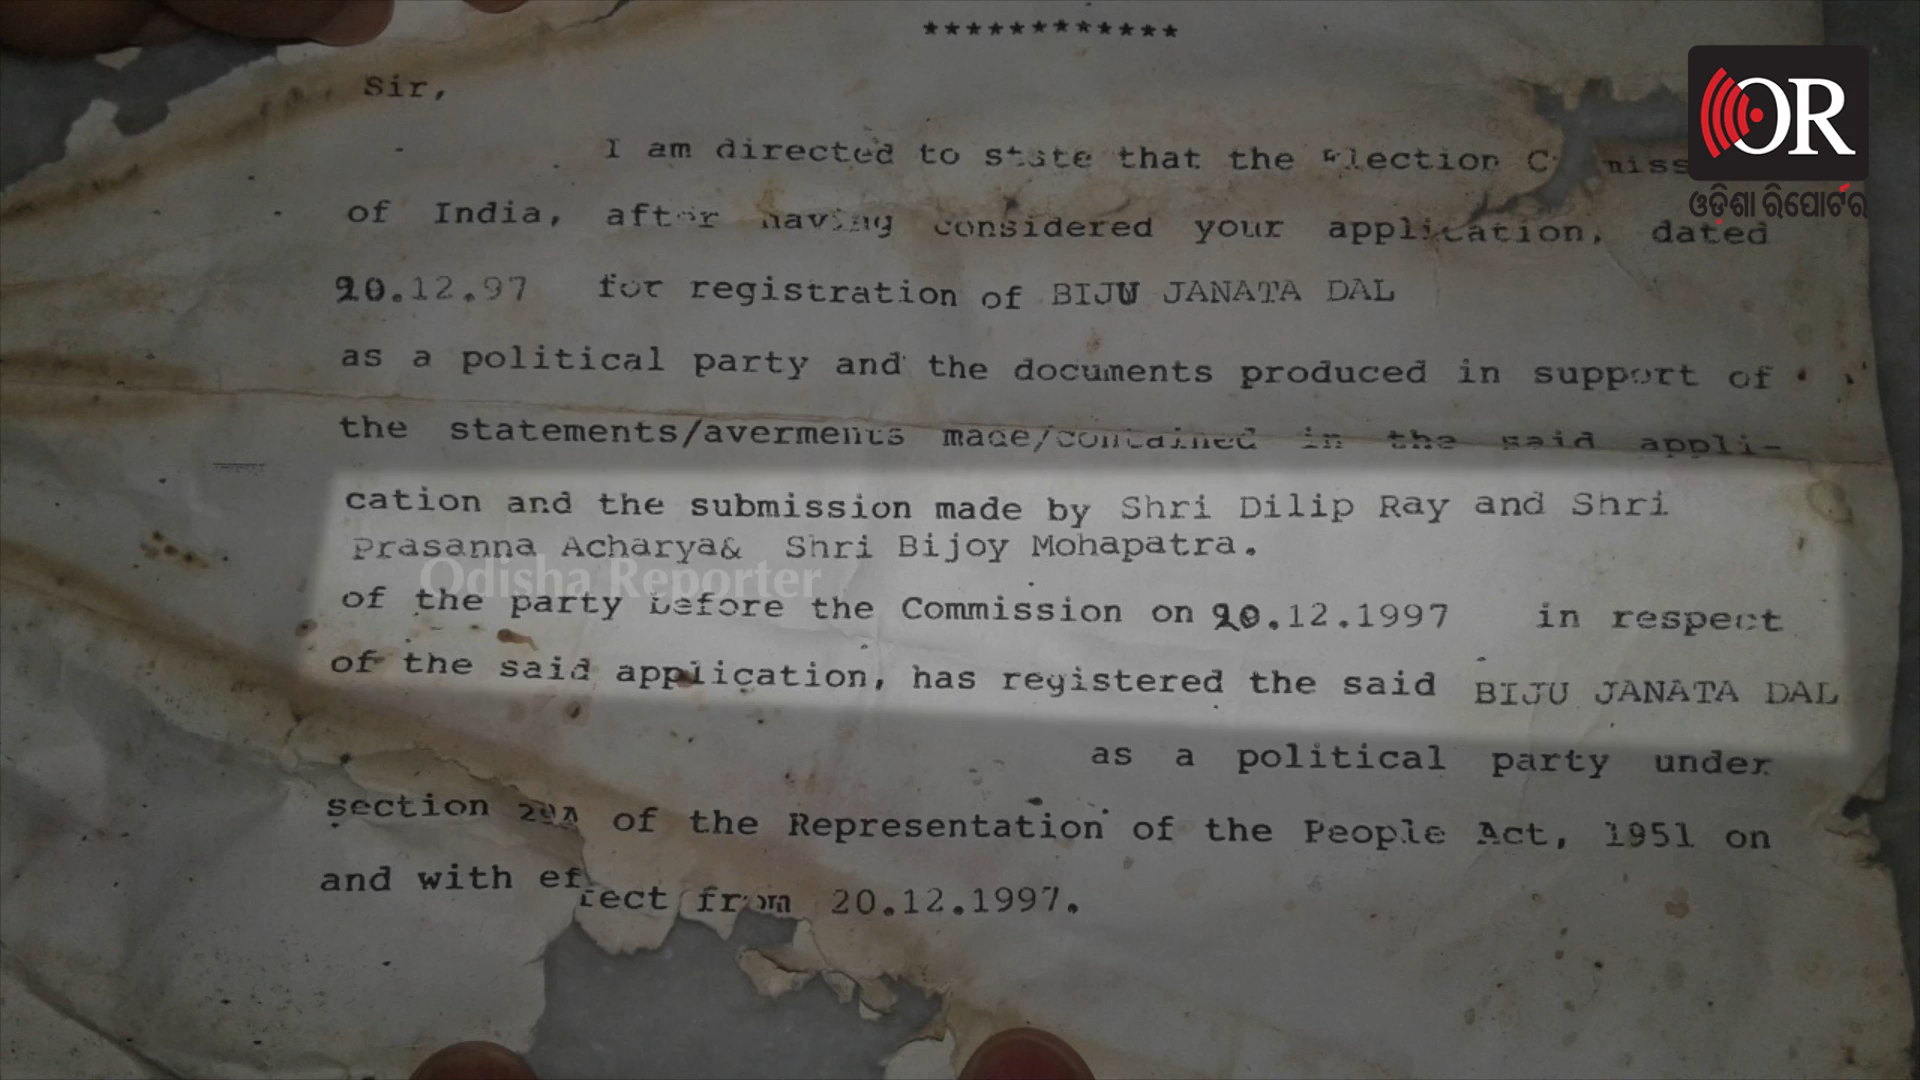 ************
OR
ଓଡ଼ିଶା ରିପୋର୍ଟର
Sir,
I am directed to state that the Election
of India, after having considered your application, dated
20.12.97 for registration of BIJU JANATA DAL
as a political party and the documents produced in support of
the statements/averments made/contained in the said appli-
cation and the submission made by Shri Dilip Ray and Shri
Prasanna Acharya& Shri Bijoy Mohapatra.
Odisha Reporter
of the party before the Commission on 20.12.1997 in respect
of the said application, has registered the said BIJU JANATA DAL
as a political party under
section 29A of the Representation of the People Act, 1951 on
and with effect from 20.12.1997.